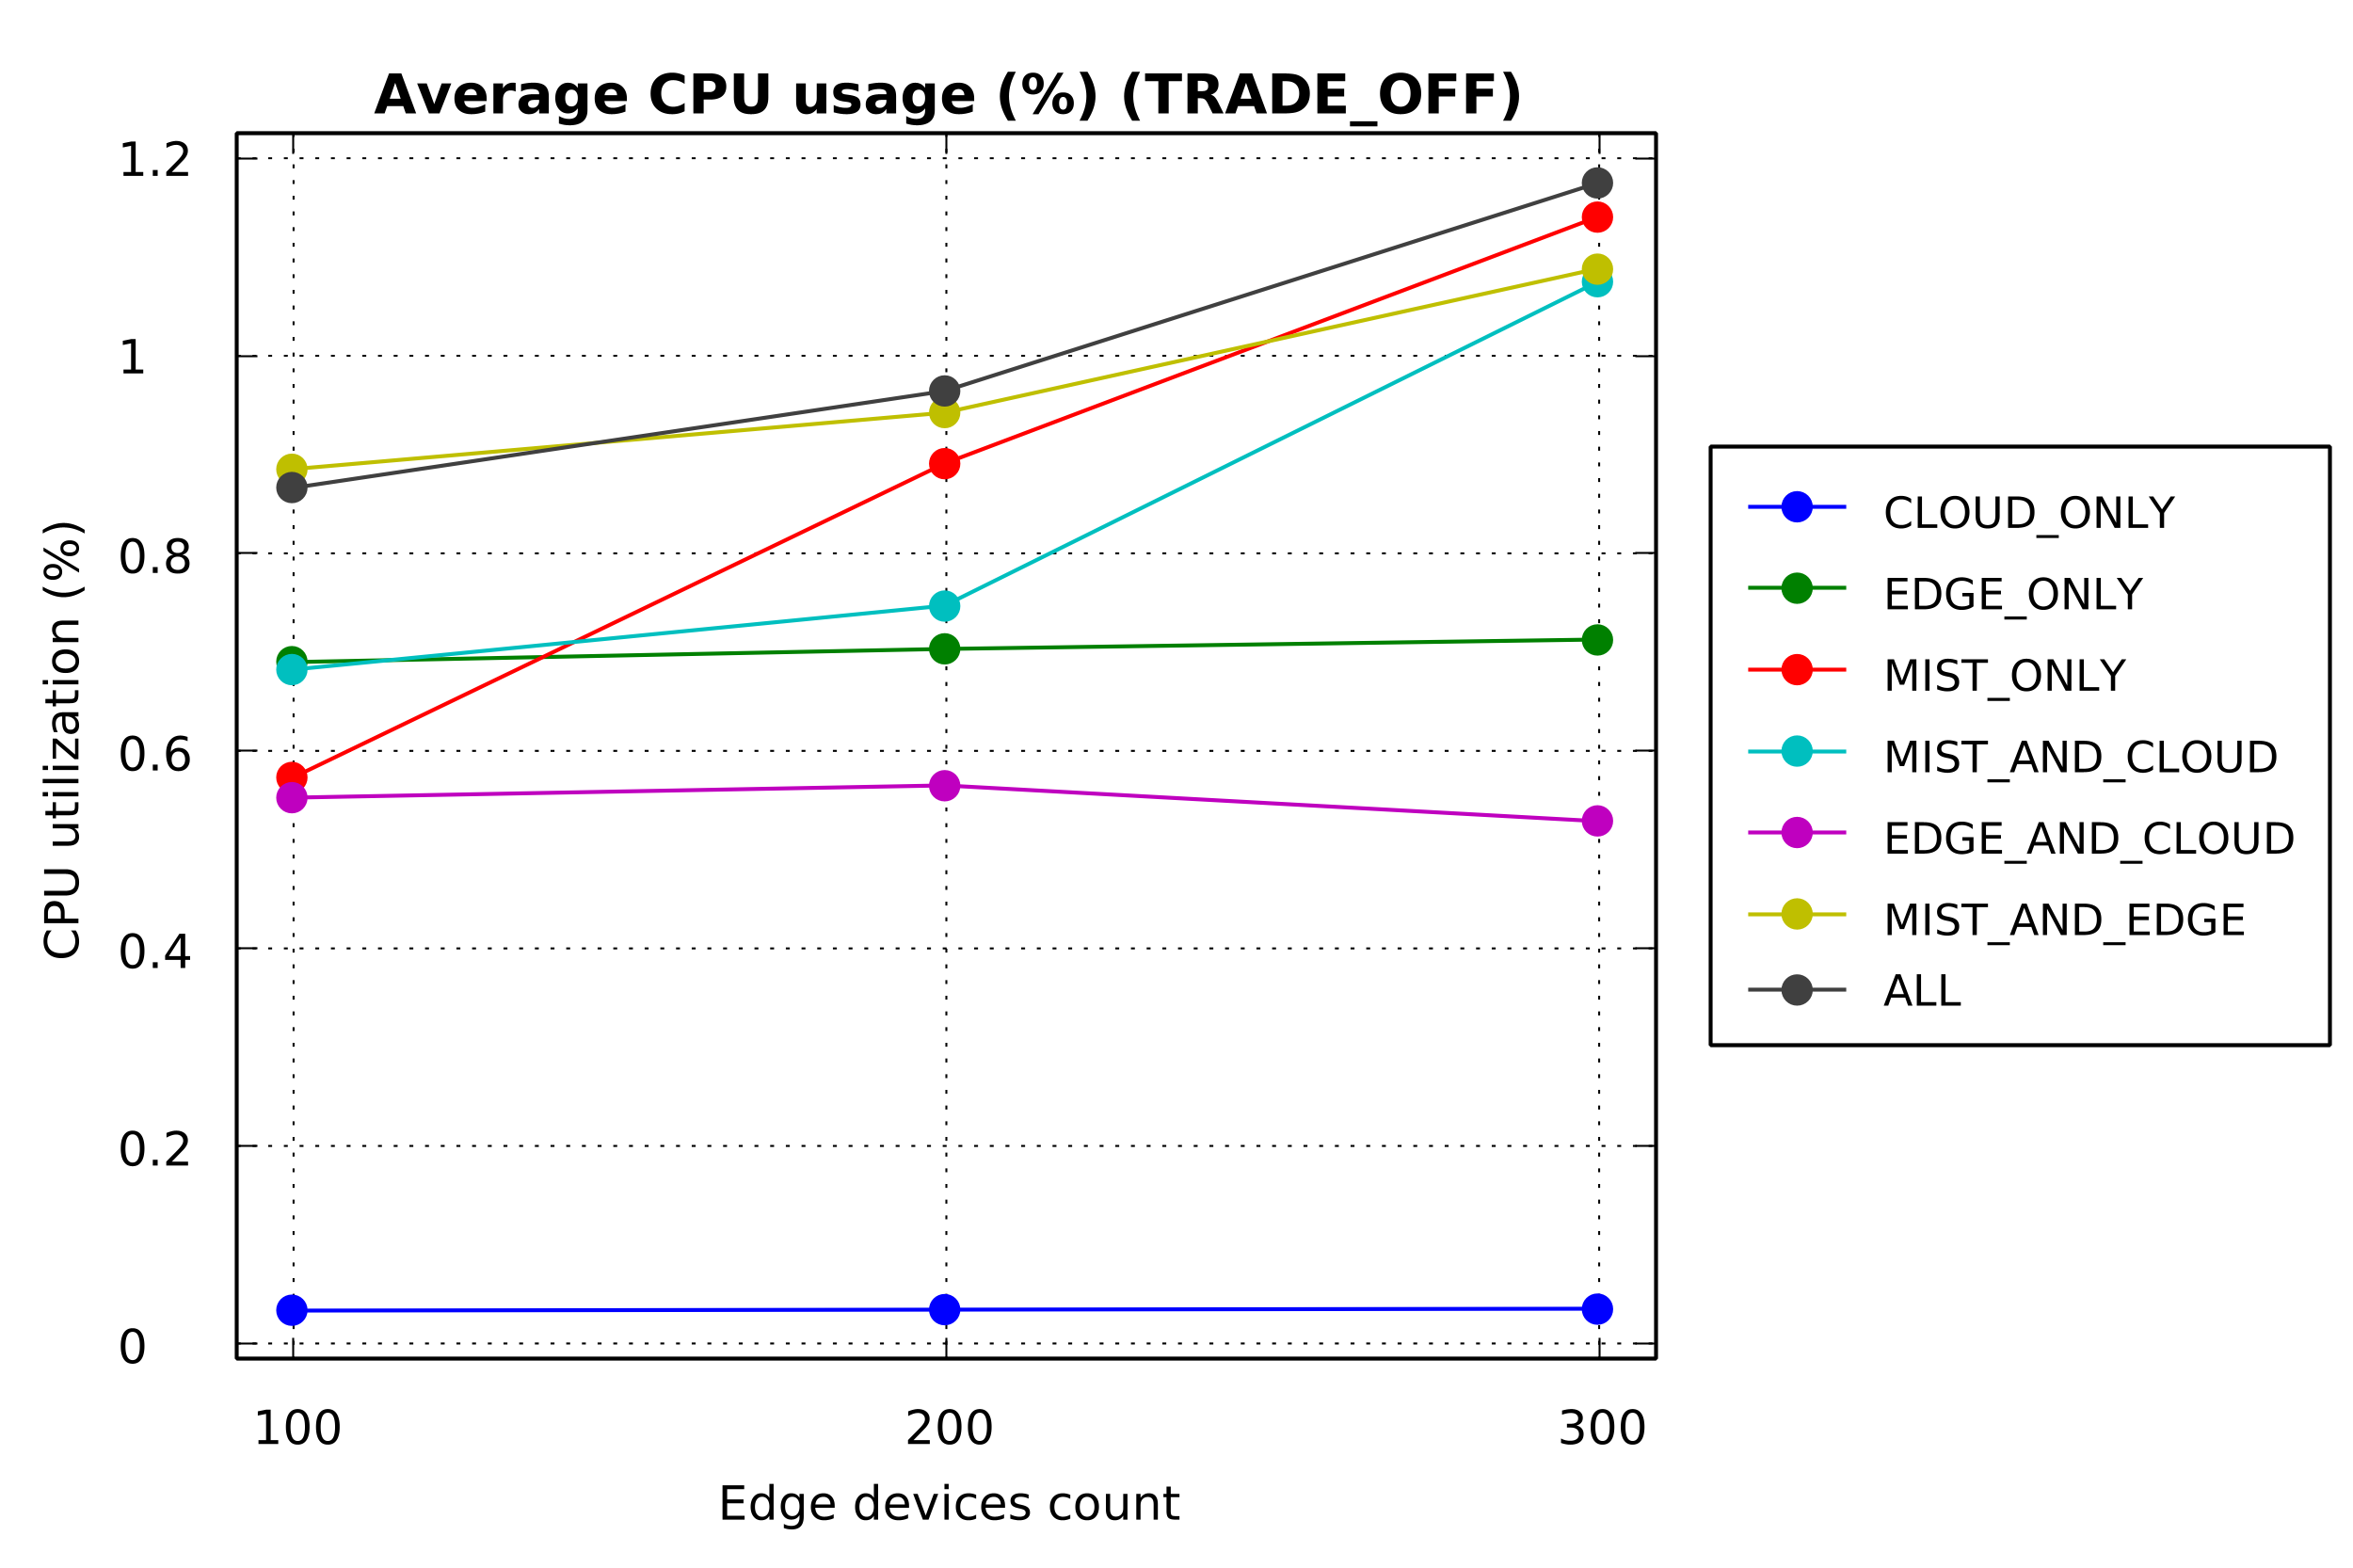 Average CPU usage (%) (TRADE_OFF)
CPU utilization (%)
1.2
1
0.8
0.6
0.4
0.2
0
100
200
300
Edge devices count
CLOUD_ONLY
EDGE_ONLY
MIST_ONLY
MIST_AND_CLOUD
EDGE_AND_CLOUD
MIST_AND_EDGE
ALL